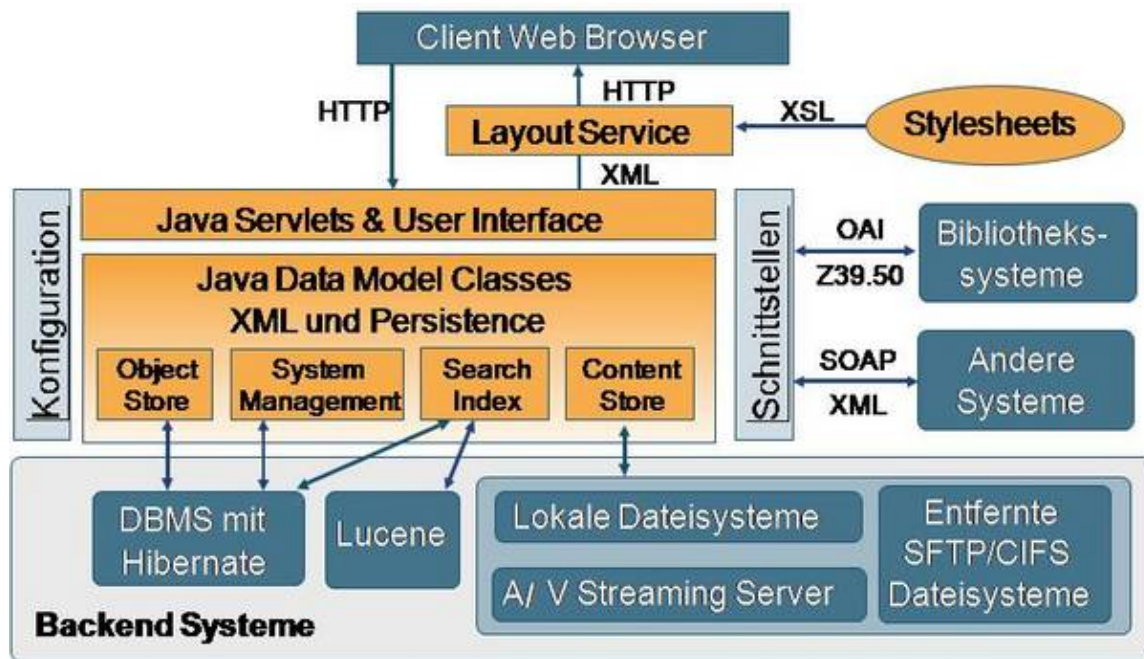 Client Web Browser
HTTP
HTTP
XSL
Stylesheets
Layout Service
XML
Konfiguration
Java Servlets & User Interface
Java Data Model Classes
XML und Persistence
Object
Store
System
Management
Search
Index
Content
Store
Schnittstellen
OAI
Z39.50
Bibliotheks-
systeme
SOAP
XML
Andere
Systeme
DBMS mit
Hibernate
Lucene
Lokale Dateisysteme
A/ V Streaming Server
Entfernte
SFTP/CIFS
Dateisysteme
Backend Systeme